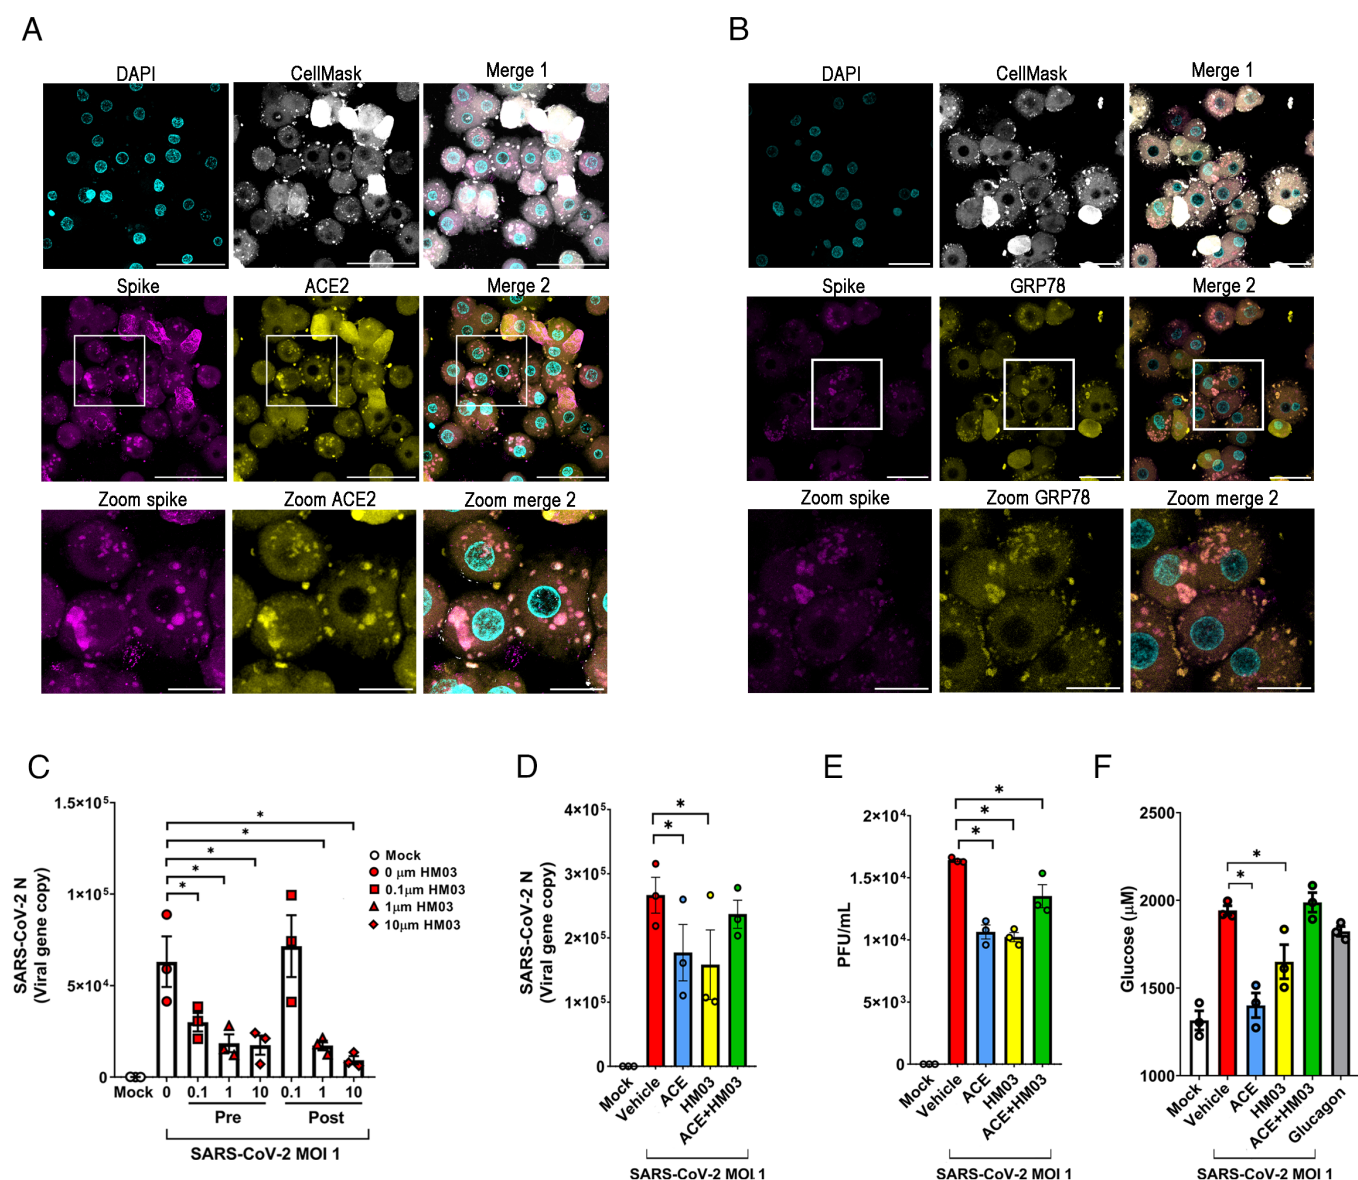 A
B
DAPI CellMask Merge 1
DAPI CellMask Merge 1
Spike ACE2 Merge 2
Spike GRP78 Merge 2
Zoom spike Zoom ACE2 Zoom merge 2
Zoom spike Zoom GRP78 Zoom merge 2
C
SARS-CoV-2 N
(Viral gene copy)
1.5×10⁵
1×10⁵
5×10⁴
0
* * * * *
Mock
0 μm HM03
0.1μm HM03
1μm HM03
10μm HM03
Mock 0 0.1 1 10 0.1 1 10
Pre Post
SARS-CoV-2 MOI 1
D
SARS-CoV-2 N
(Viral gene copy)
4×10⁵
3×10⁵
2×10⁵
1×10⁵
0
* *
Mock Vehicle ACE HM03 ACE+HM03
SARS-CoV-2 MOI 1
E
PFU/mL
2×10⁴
1.5×10⁴
1×10⁴
5×10³
0
* * *
Mock Vehicle ACE HM03 ACE+HM03
SARS-CoV-2 MOI 1
F
Glucose (μM)
2500
2000
1500
1000
* *
Mock Vehicle ACE HM03 ACE+HM03 Glucagon
SARS-CoV-2 MOI 1